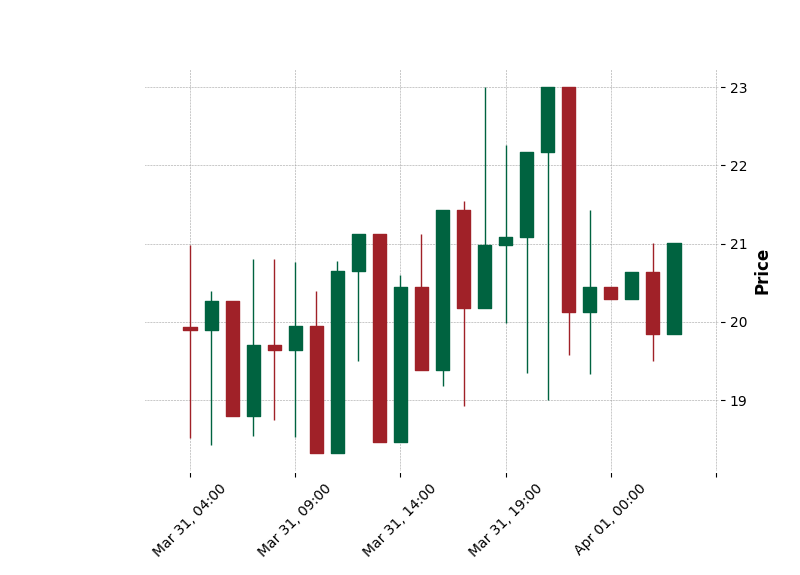 23
22
21
20
19
Price
Mar 31, 04:00
Mar 31, 09:00
Mar 31, 14:00
Mar 31, 19:00
Apr 01, 00:00